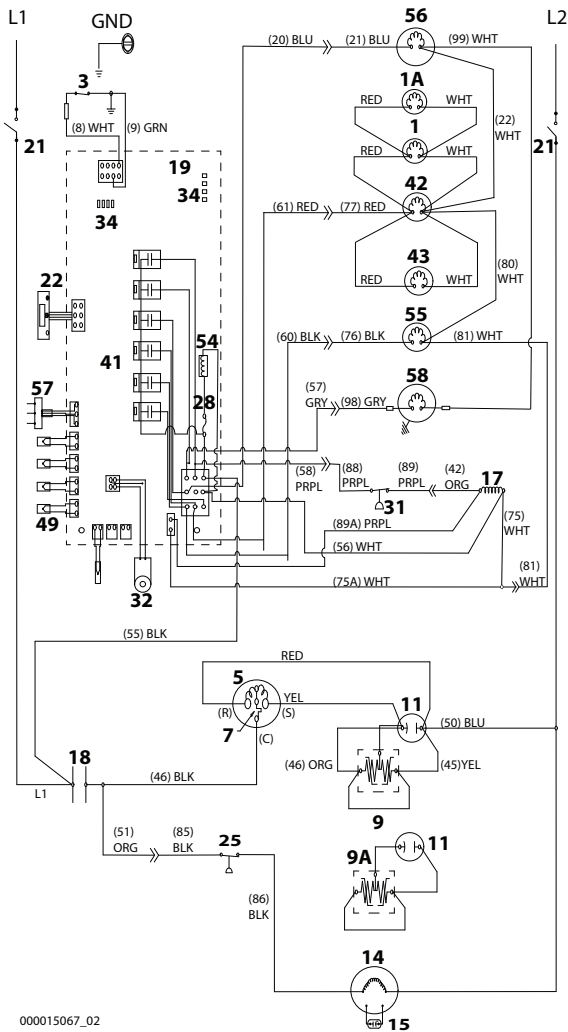 L1
GND
L2
56
(20) BLU
(21) BLU
(99) WHT
3
1A
RED
WHT
(8) WHT
(9) GRN
1
(22)
WHT
21
19
RED
WHT
21
34
42
34
(61) RED
(77) RED
43
22
RED
WHT
(80)
WHT
54
55
41
(60) BLK
(76) BLK
(81) WHT
57
28
(57)
GRY
(98) GRY
58
(58)
PRPL
(88)
PRPL
(89)
PRPL
(42)
ORG
17
49
31
(89A) PRPL
(75)
WHT
(56) WHT
(81)
WHT
32
(75A) WHT
(55) BLK
RED
5
YEL
11
(R)
(S)
(50) BLU
7
(C)
18
(46) ORG
(45)YEL
(46) BLK
L1
9
11
(51)
ORG
(85)
BLK
25
9A
(86)
BLK
14
15
000015067_02